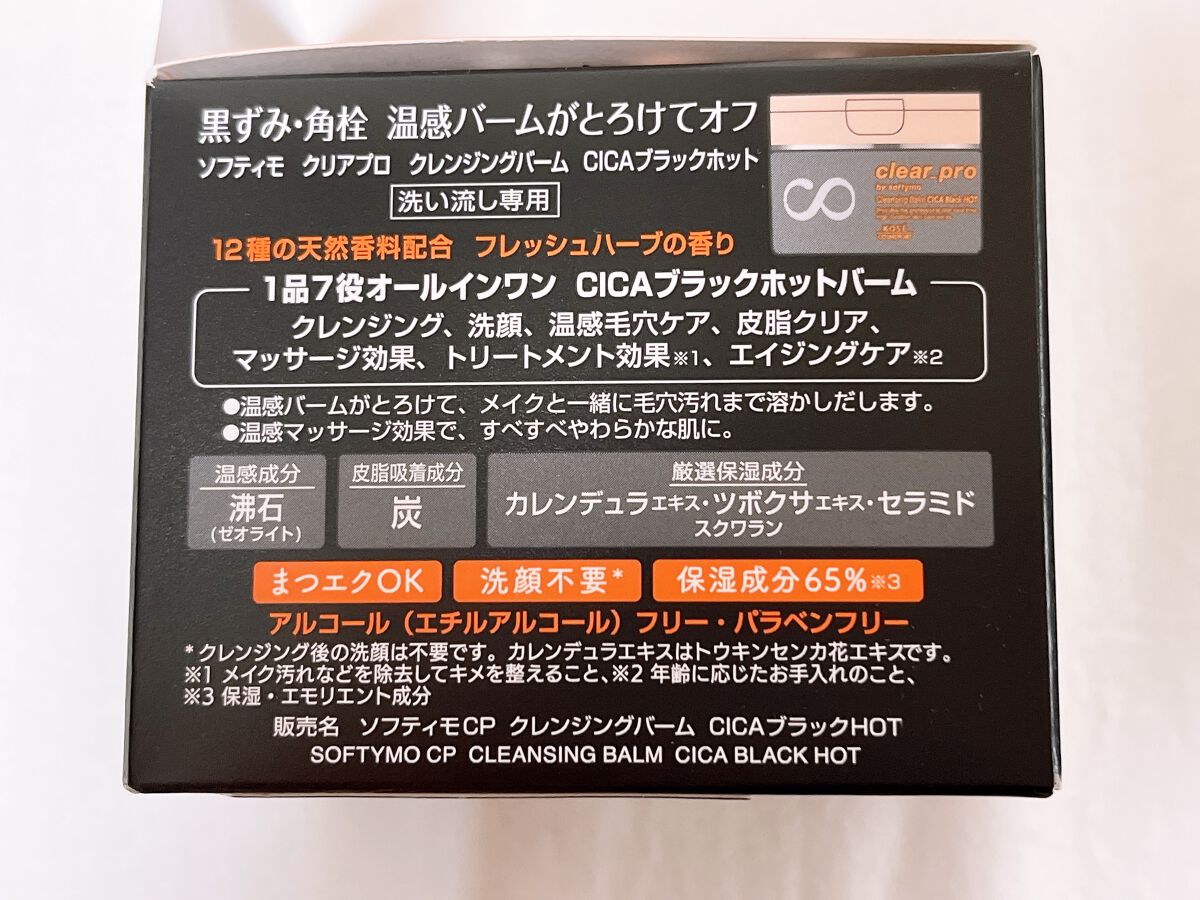 黒ずみ・角栓 温感バームがとろけてオフ
ソフティモ クリアプロ クレンジングバーム CICAブラックホット
洗い流し専用
clear_pro
by softymo
Cleansing Balm CICA Black HOT
KOSÉ
12種の天然香料配合 フレッシュハーブの香り
1品7役オールインワン CICAブラックホットバーム
クレンジング、洗顔、温感毛穴ケア、皮脂クリア、
マッサージ効果、トリートメント効果※1、エイジングケア※2
●温感バームがとろけて、メイクと一緒に毛穴汚れまで溶かしだします。
●温感マッサージ効果で、すべすべやわらかな肌に。
温感成分
沸石
(ゼオライト)
皮脂吸着成分
炭
厳選保湿成分
カレンデュラエキス・ツボクサエキス・セラミド
スクワラン
まつエクOK
洗顔不要*
保湿成分65%※3
アルコール(エチルアルコール)フリー・パラベンフリー
*クレンジング後の洗顔は不要です。カレンデュラエキスはトウキンセンカ花エキスです。
※1 メイク汚れなどを除去してキメを整えること、※2 年齢に応じたお手入れのこと、
※3 保湿・エモリエント成分
販売名 ソフティモCP クレンジングバーム CICAブラックHOT
SOFTYMO CP CLEANSING BALM CICA BLACK HOT